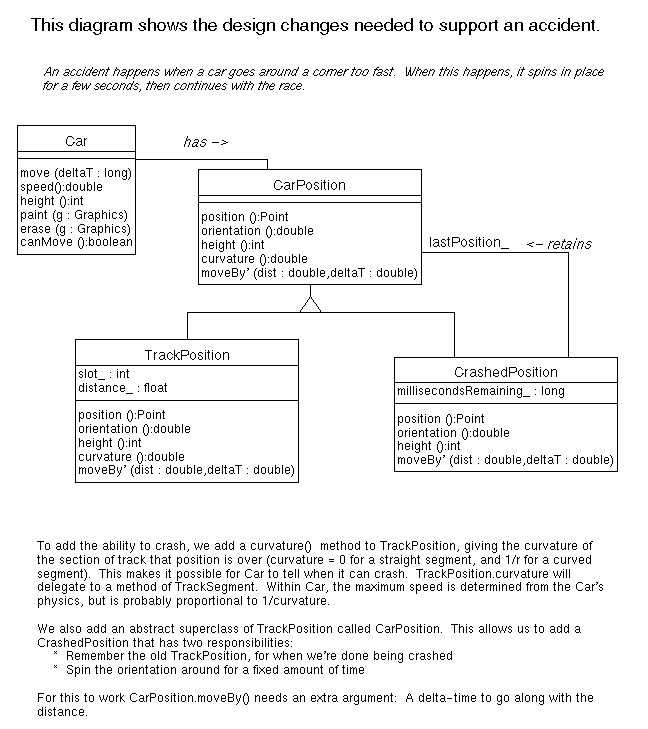 This diagram shows the design changes needed to support an accident.
An accident happens when a car goes around a corner too fast.  When this happens, it spins in place
for a few seconds, then continues with the race.
Car
has ->
move (deltaT : long)
speed():double
height ():int
paint (g : Graphics)
erase (g : Graphics)
canMove ():boolean
CarPosition
position ():Point
orientation ():double
height ():int
curvature ():double
moveBy' (dist : double,deltaT : double)
lastPosition_ <- retains
TrackPosition
slot_ : int
distance_ : float
position ():Point
orientation ():double
height ():int
curvature ():double
moveBy' (dist : double,deltaT : double)
CrashedPosition
millisecondsRemaining_ : long
position ():Point
orientation ():double
height ():int
moveBy' (dist : double,deltaT : double)
To add the ability to crash, we add a curvature()  method to TrackPosition, giving the curvature of
the section of track that position is over (curvature = 0 for a straight segment, and 1/r for a curved
segment).  This makes it possible for Car to tell when it can crash.  TrackPosition.curvature will
delegate to a method of TrackSegment.  Within Car, the maximum speed is determined from the Car's
physics, but is probably proportional to 1/curvature.
We also add an abstract superclass of TrackPosition called CarPosition.  This allows us to add a
CrashedPosition that has two responsibilities:
* Remember the old TrackPosition, for when we're done being crashed
* Spin the orientation around for a fixed amount of time
For this to work CarPosition.moveBy() needs an extra argument:  A delta-time to go along with the
distance.